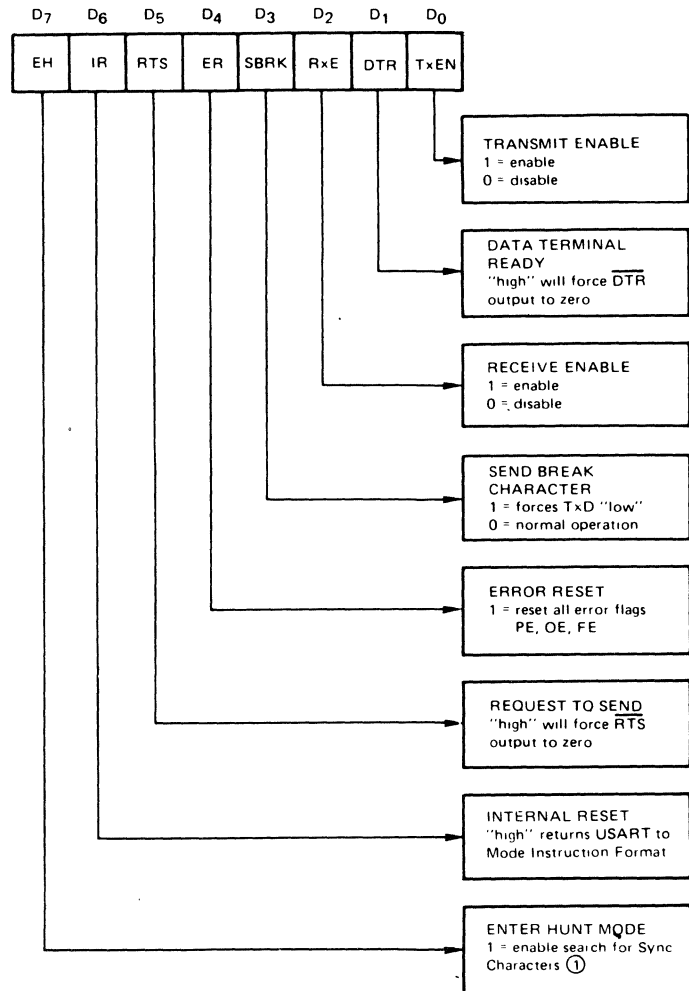 D7 D6 D5 D4 D3 D2 D1 D0
EH IR RTS ER SBRK RxE DTR TxEN
TRANSMIT ENABLE
1 = enable
0 = disable
DATA TERMINAL
READY
"high" will force DTR
output to zero
RECEIVE ENABLE
1 = enable
0 = disable
SEND BREAK
CHARACTER
1 = forces TxD "low"
0 = normal operation
ERROR RESET
1 = reset all error flags
PE, OE, FE
REQUEST TO SEND
"high" will force RTS
output to zero
INTERNAL RESET
"high" returns USART to
Mode Instruction Format
ENTER HUNT MODE
1 = enable search for Sync
Characters ①